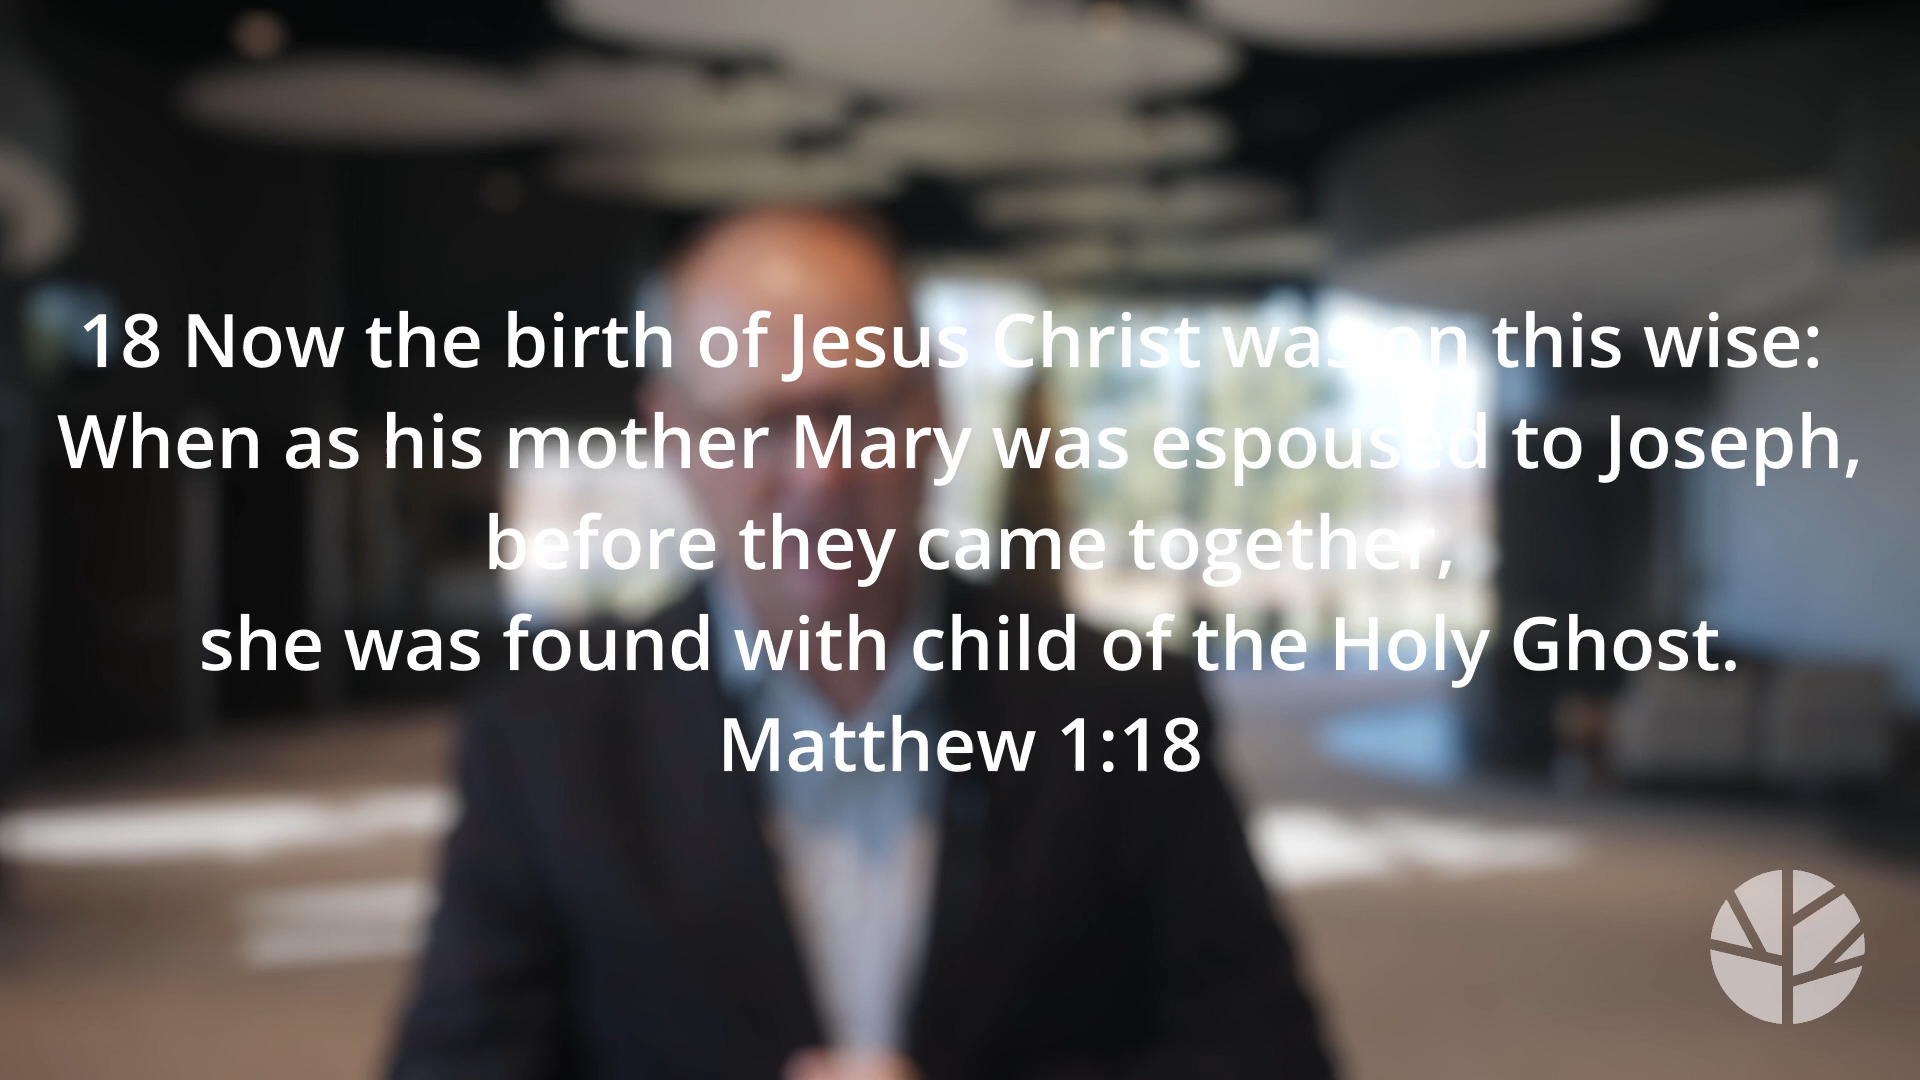 18 Now the birth of Jesus Christ was on this wise:
When as his mother Mary was espoused to Joseph,
before they came together,
she was found with child of the Holy Ghost.
Matthew 1:18